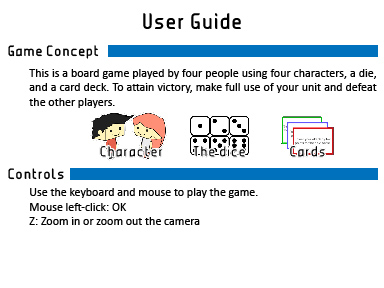 User Guide
Game Concept
This is a board game played by four people using four characters, a die,
and a card deck. To attain victory, make full use of your unit and defeat
the other players.
Character The dice Cards
Controls
Use the keyboard and mouse to play the game.
Mouse left-click: OK
Z: Zoom in or zoom out the camera